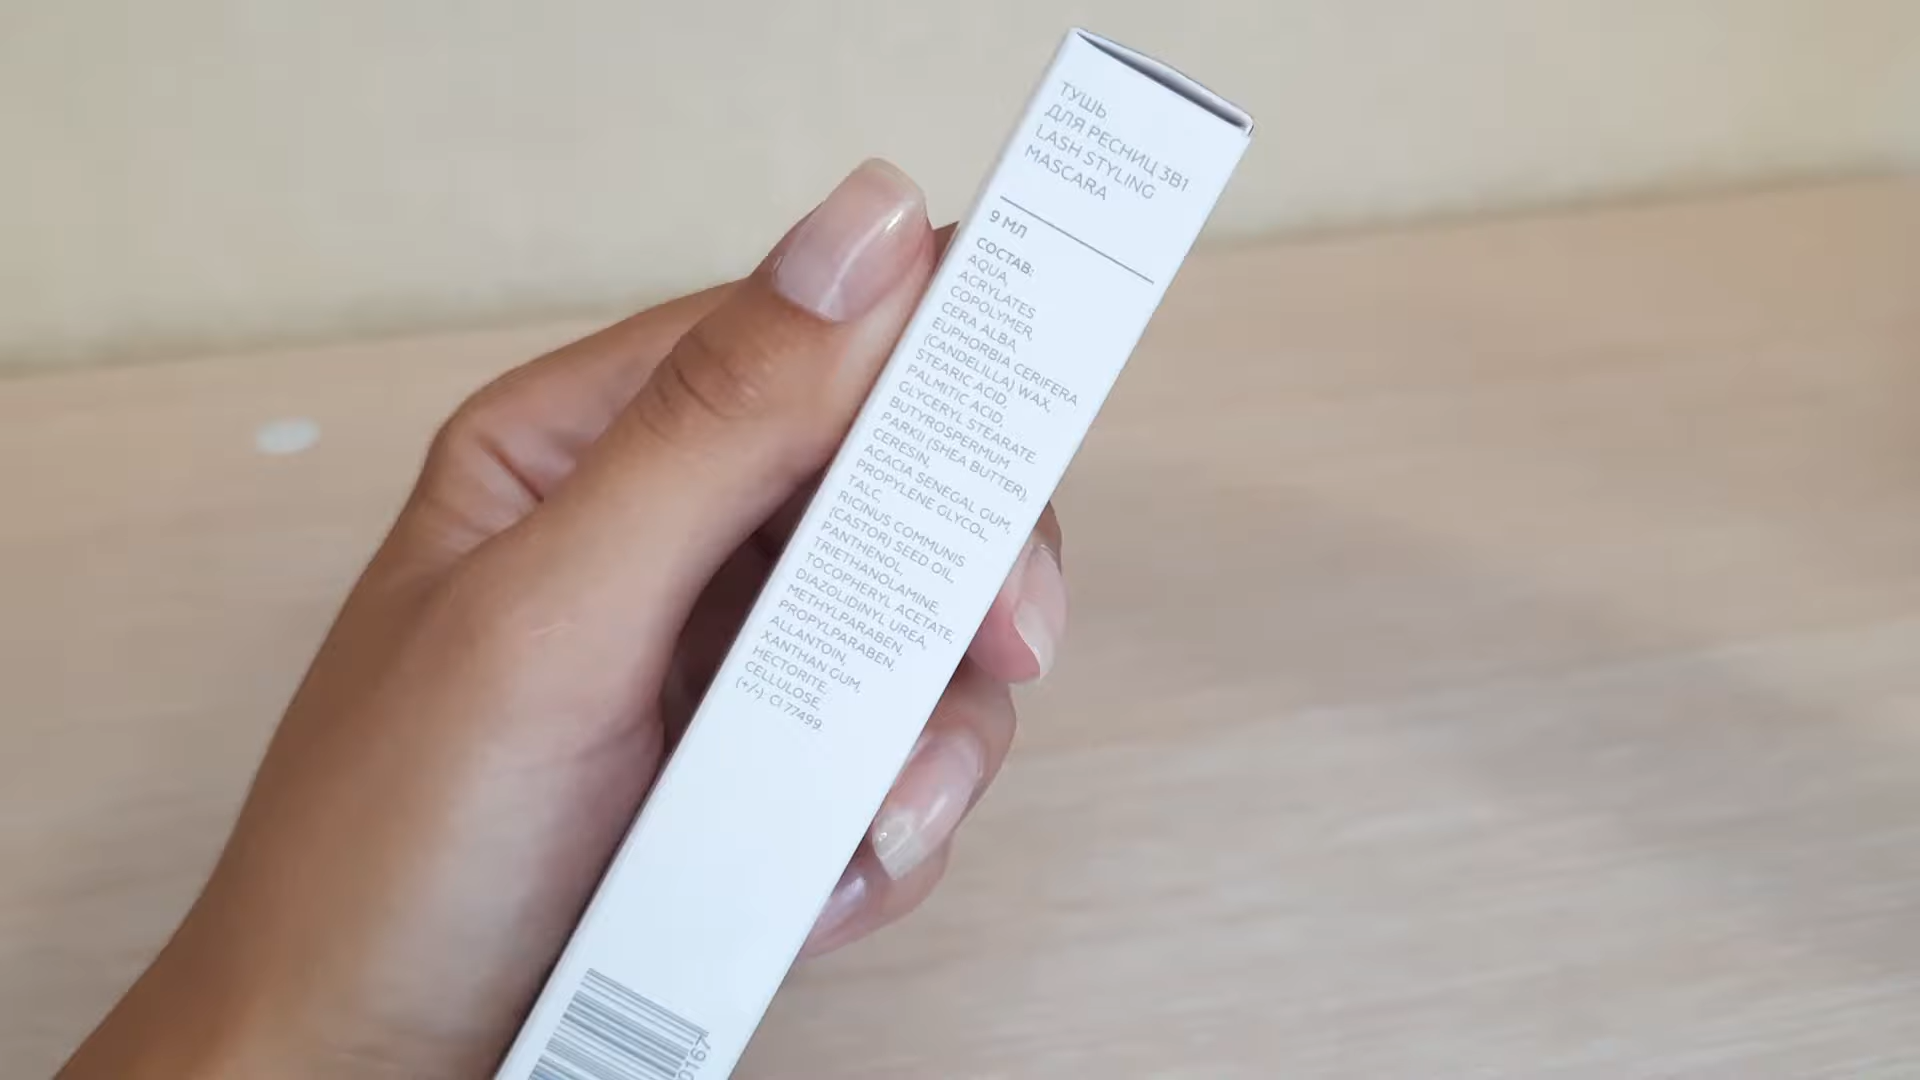 ТУШЬ
ДЛЯ РЕСНИЦ 3В1
LASH STYLING
MASCARA
9 МЛ
СОСТАВ:
AQUA,
ACRYLATES
COPOLYMER,
CERA ALBA,
EUPHORBIA CERIFERA
(CANDELILLA) WAX,
STEARIC ACID,
PALMITIC ACID,
GLYCERYL STEARATE,
BUTYROSPERMUM
PARKII (SHEA BUTTER),
CERESIN,
ACACIA SENEGAL GUM,
PROPYLENE GLYCOL,
TALC,
RICINUS COMMUNIS
(CASTOR) SEED OIL,
PANTHENOL,
TRIETHANOLAMINE,
TOCOPHERYL ACETATE,
DIAZOLIDINYL UREA,
METHYLPARABEN,
PROPYLPARABEN,
ALLANTOIN,
XANTHAN GUM,
HECTORITE,
CELLULOSE,
(+/-): CI 77499.
0167